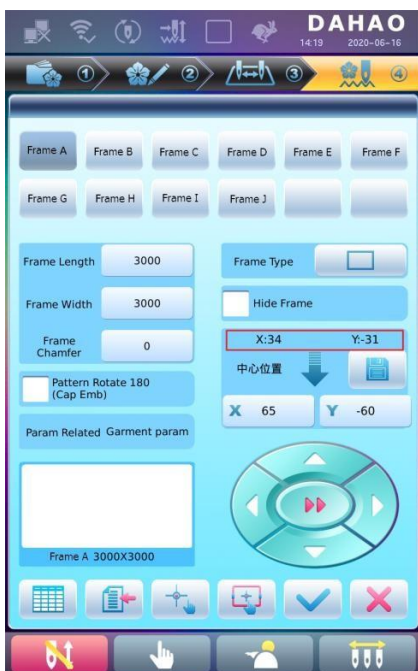 DAHAO
14:19 2020-06-16
① ② ③ ④
Frame A Frame B Frame C Frame D Frame E Frame F
Frame G Frame H Frame I Frame J
Frame Length 3000
Frame Type
Frame Width 3000
Hide Frame
Frame
Chamfer 0
X:34 Y:-31
中心位置
Pattern Rotate 180
(Cap Emb)
X 65 Y -60
Param Related Garment param
Frame A 3000X3000